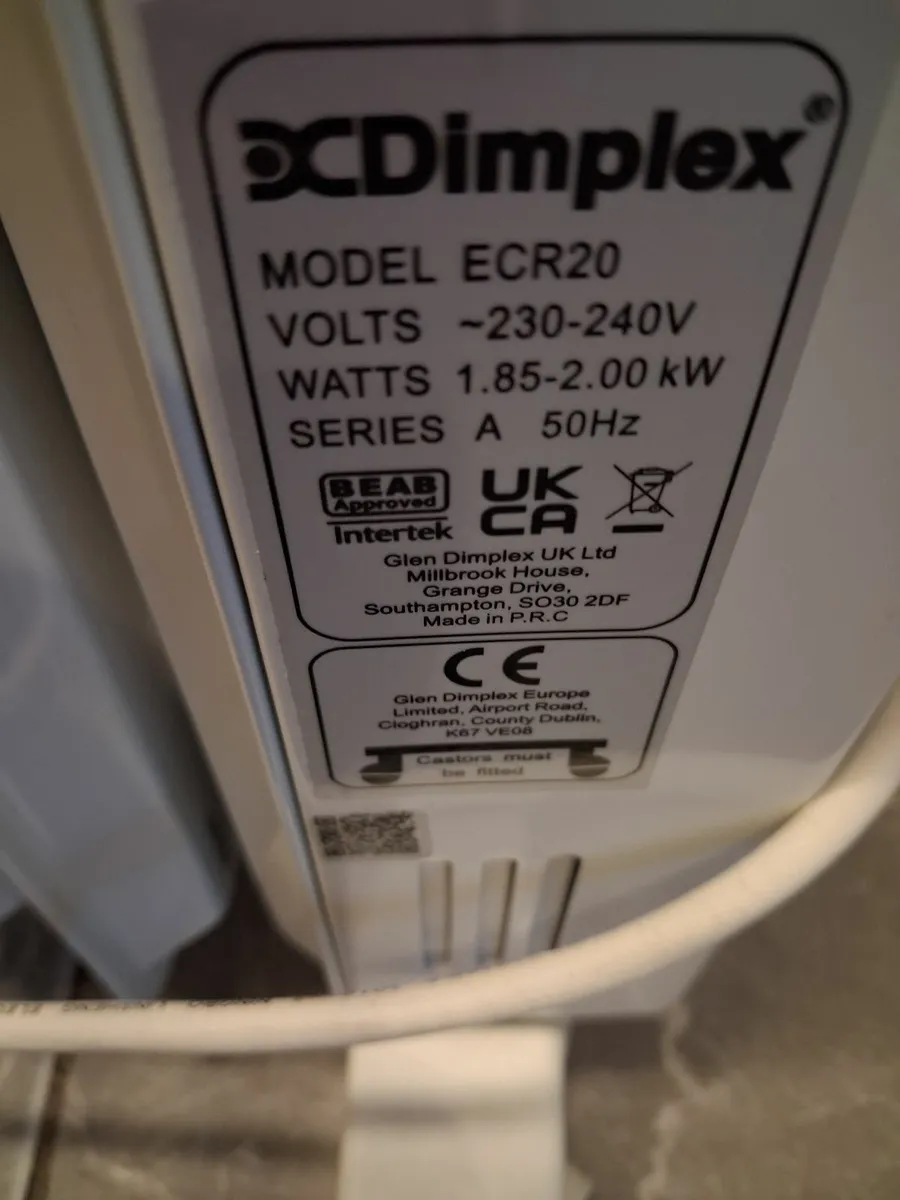 Dimplex®
MODEL ECR20
VOLTS ~230-240V
WATTS 1.85-2.00 kW
SERIES A 50Hz
BEAB
Approved
Intertek
UK
CA
Glen Dimplex UK Ltd
Millbrook House,
Grange Drive,
Southampton, SO30 2DF
Made in P.R.C
CE
Glen Dimplex Europe
Limited, Airport Road,
Cloghran, County Dublin,
K67 VE08
Castors must
be fitted